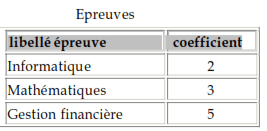 Epreuves
libellé épreuve coefficient
Informatique 2
Mathématiques 3
Gestion financière 5